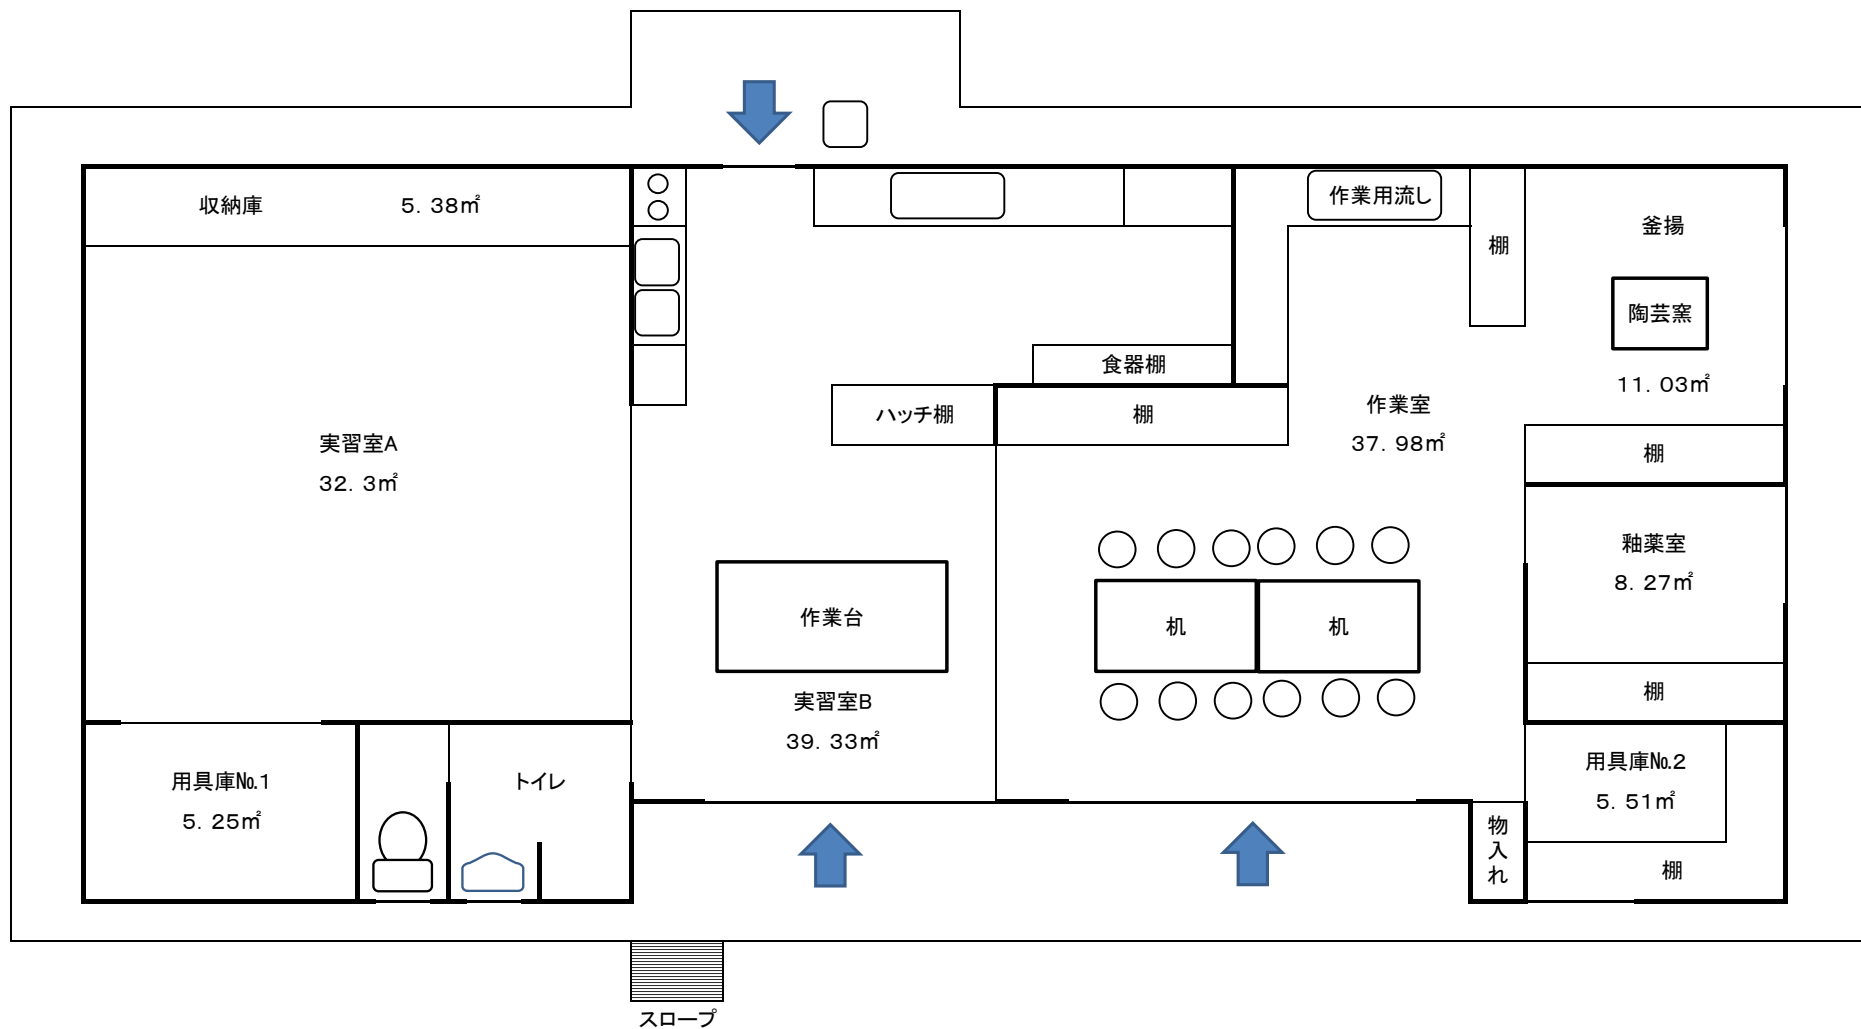 収納庫 5.38㎡
作業用流し
棚
釜揚
陶芸窯
11.03㎡
食器棚
ハッチ棚
棚
作業室
37.98㎡
実習室A
32.3㎡
棚
釉薬室
8.27㎡
作業台
机
机
棚
実習室B
39.33㎡
用具庫№1
5.25㎡
トイレ
用具庫№2
5.51㎡
物入れ
棚
スロープ